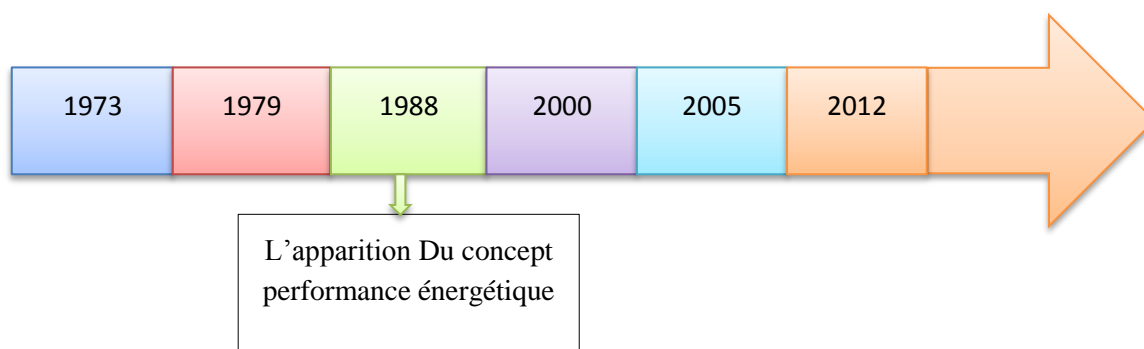 1973 1979 1988 2000 2005 2012
L’apparition Du concept
performance énergétique